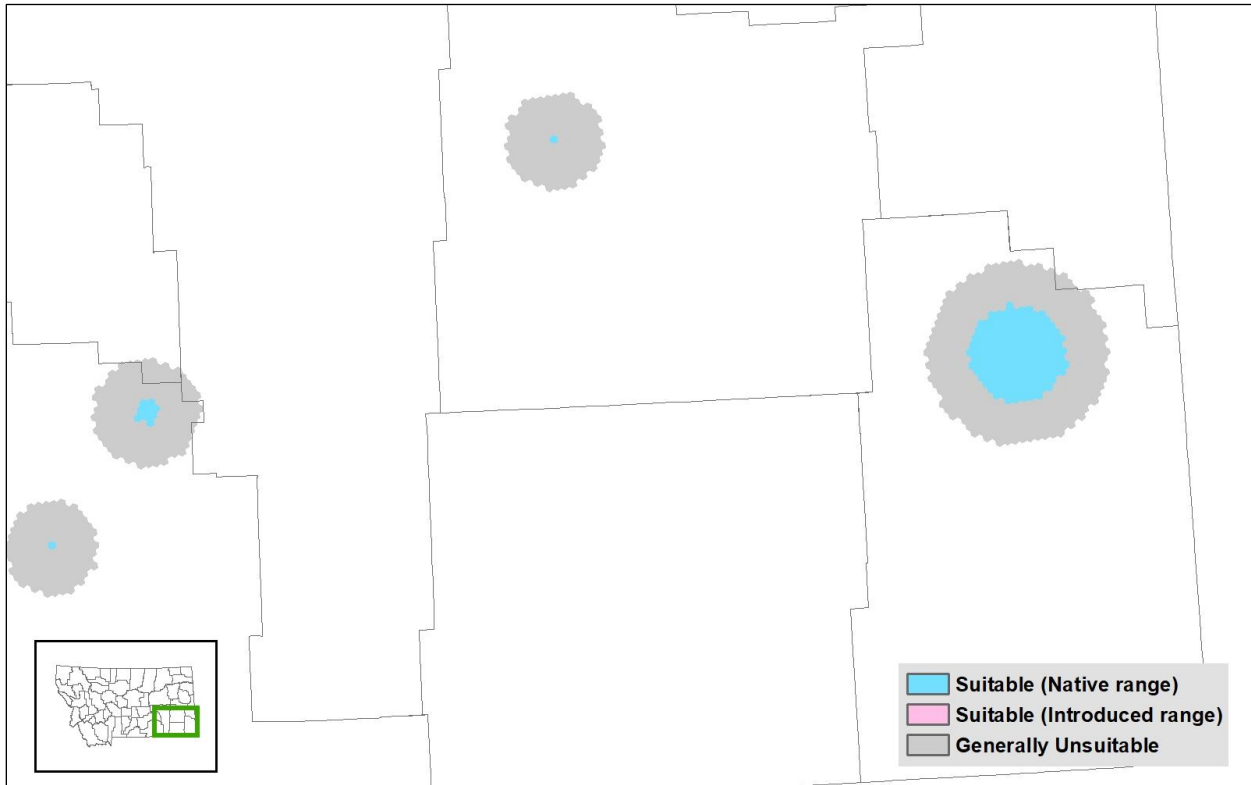 Suitable (Native range)
Suitable (Introduced range)
Generally Unsuitable